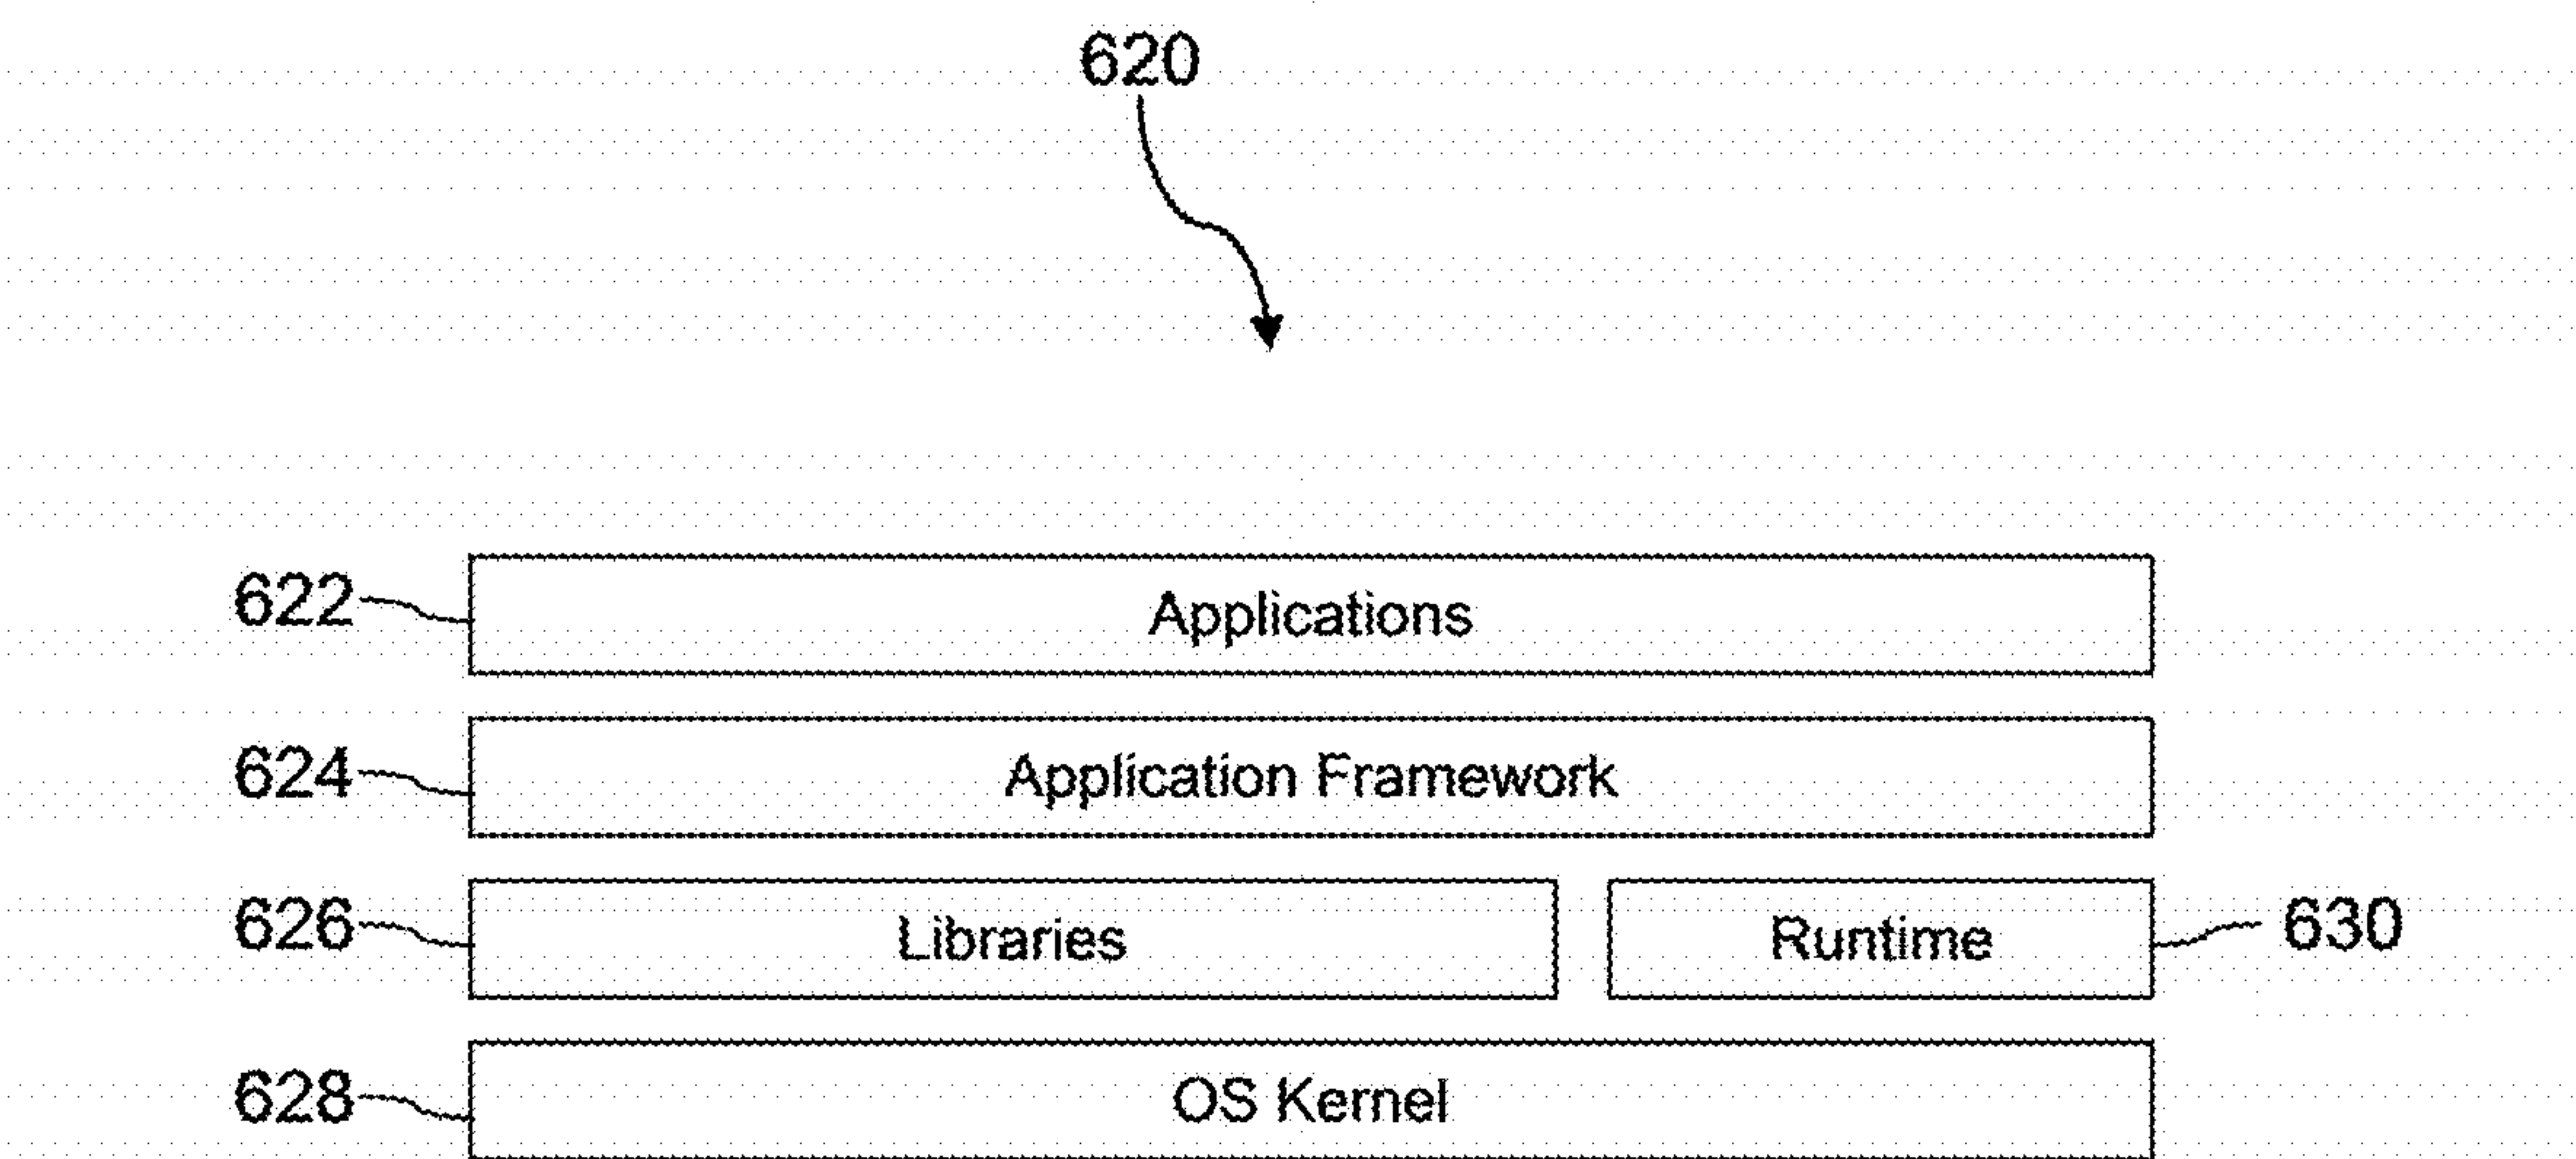 620
622 Applications
624 Application Framework
626 Libraries Runtime 630
628 OS Kernel